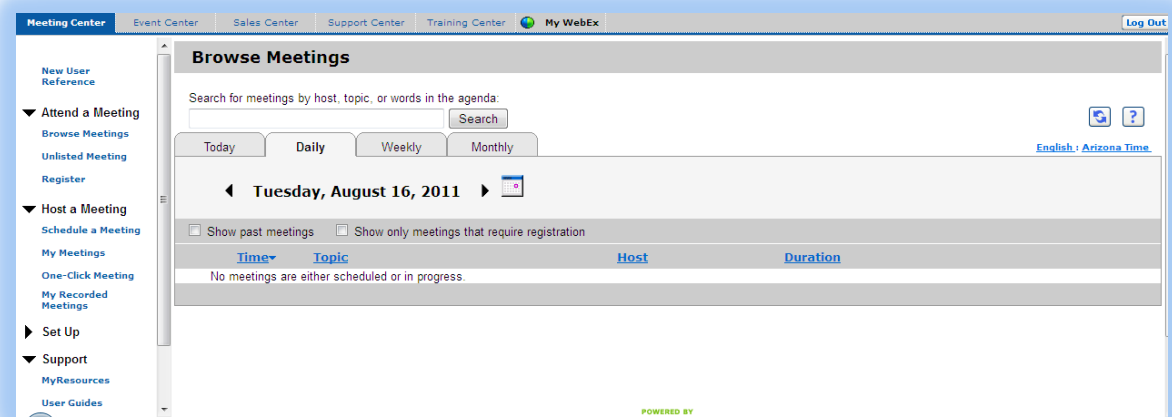 Meeting Center Event Center Sales Center Support Center Training Center My WebEx Log Out
New User
Reference
Attend a Meeting
Browse Meetings
Unlisted Meeting
Register
Host a Meeting
Schedule a Meeting
My Meetings
One-Click Meeting
My Recorded
Meetings
Set Up
Support
MyResources
User Guides
Browse Meetings
Search for meetings by host, topic, or words in the agenda:
Search
?
Today Daily Weekly Monthly
English : Arizona Time
Tuesday, August 16, 2011
Show past meetings Show only meetings that require registration
Time Topic Host Duration
No meetings are either scheduled or in progress.
POWERED BY